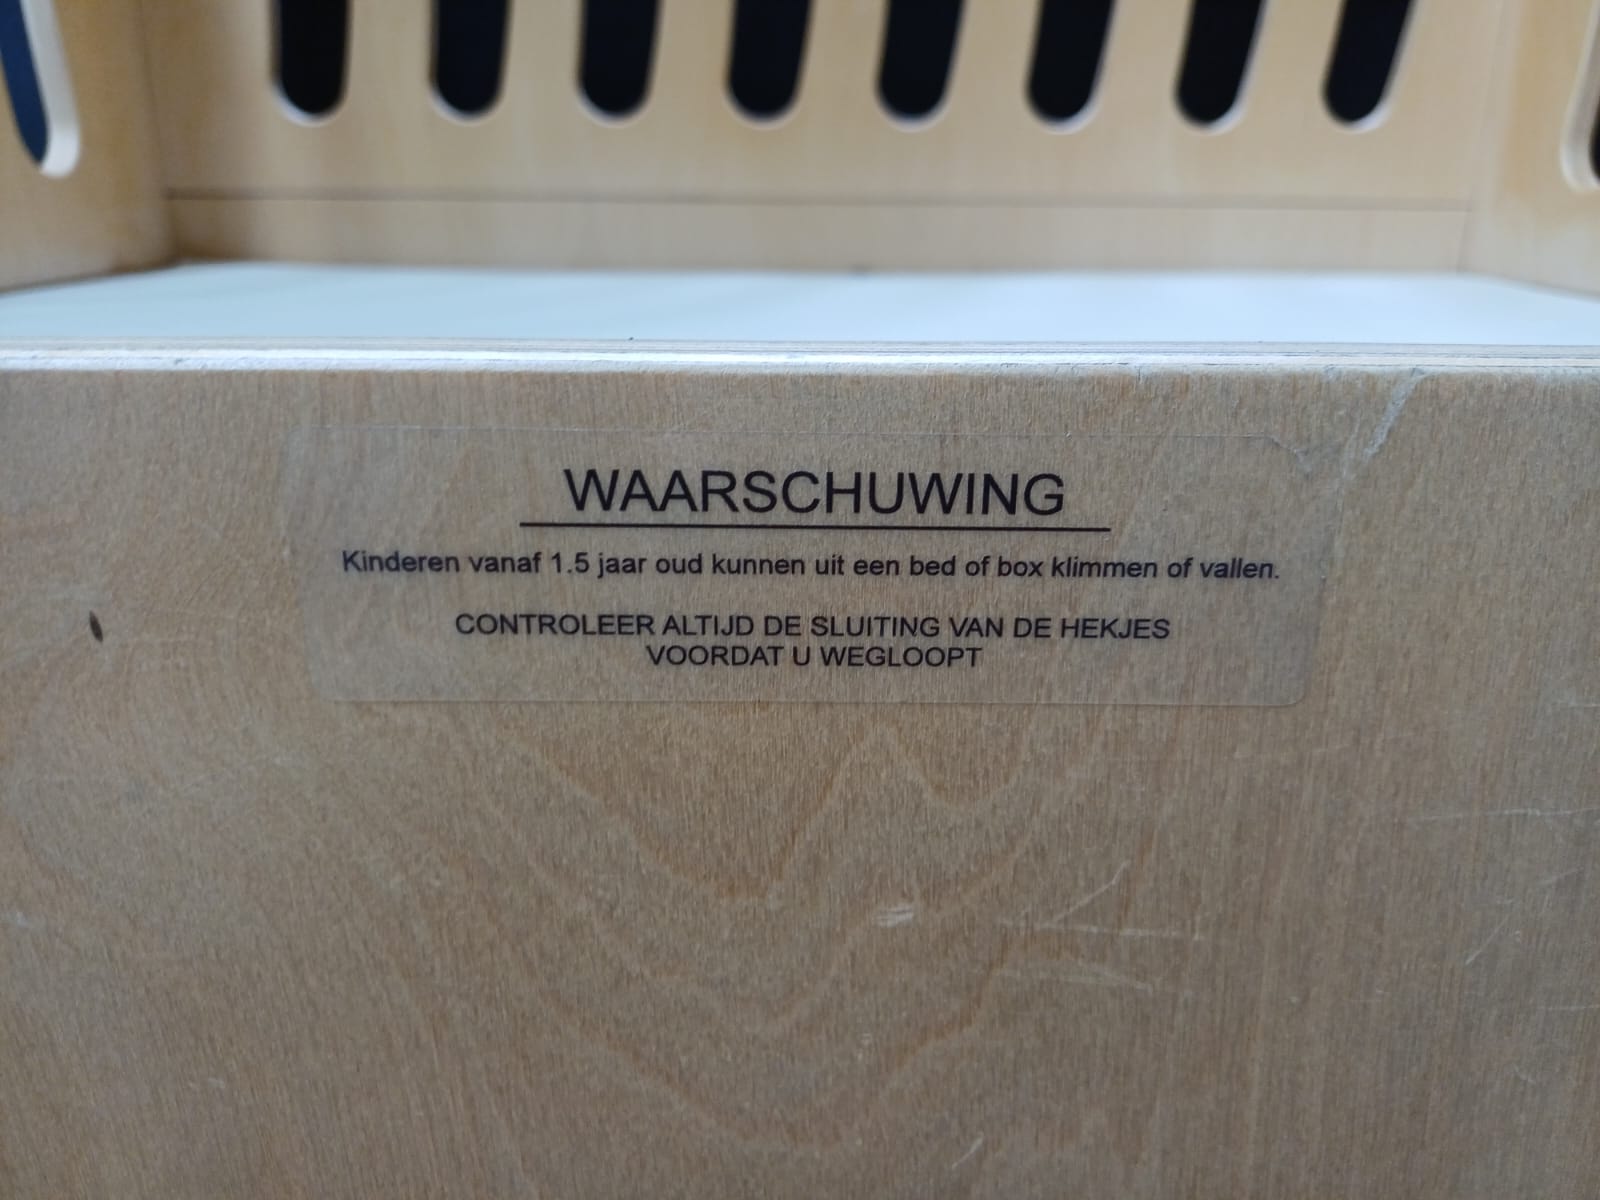 WAARSCHUWING
Kinderen vanaf 1.5 jaar oud kunnen uit een bed of box klimmen of vallen.
CONTROLEER ALTIJD DE SLUITING VAN DE HEKJES
VOORDAT U WEGLOOPT